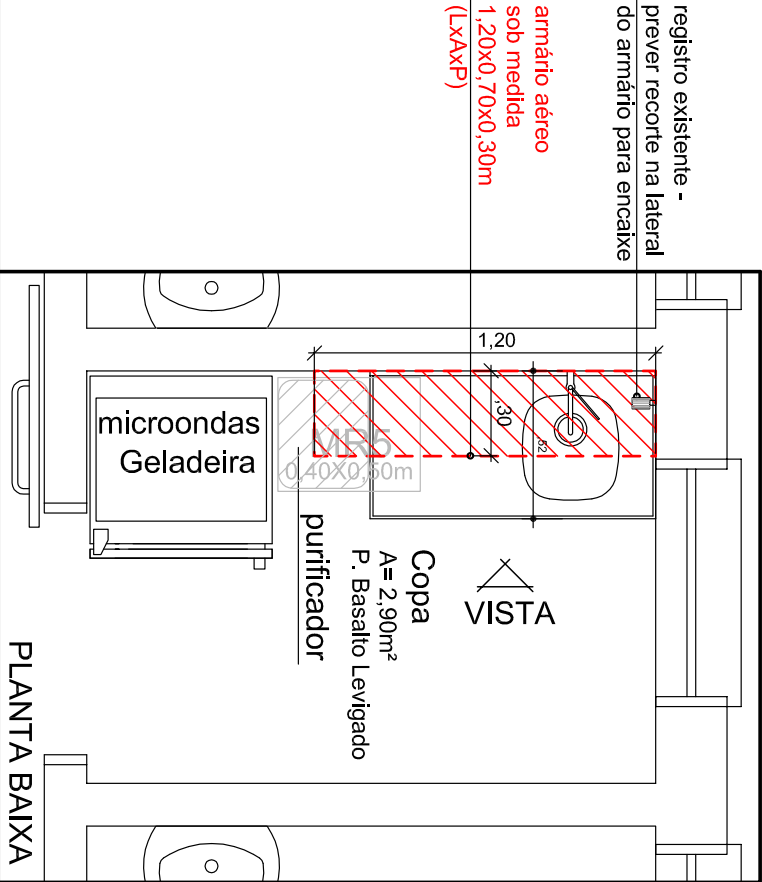 registro existente -
prever recorte na lateral
do armário para encaixe
armário aéreo
sob medida
1,20x0,70x0,30m
(LxAxP)
1,20
,30
,52
microondas
Geladeira
MR5
0,40X0,50m
purificador
Copa
A= 2,90m²
P. Basalto Levigado
VISTA
PLANTA BAIXA